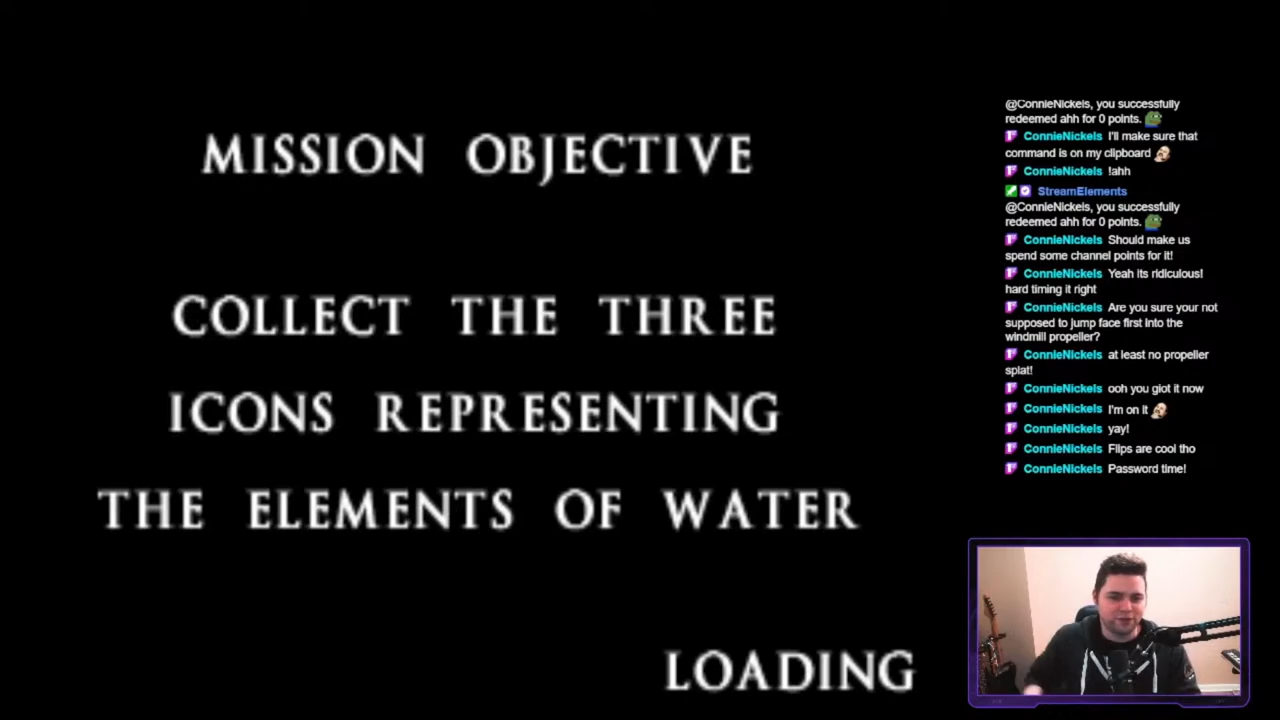 MISSION OBJECTIVE
COLLECT THE THREE
ICONS REPRESENTING
THE ELEMENTS OF WATER
LOADING
@ConnieNickels, you successfully
redeemed ahh for 0 points.
ConnieNickels I'll make sure that
command is on my clipboard
ConnieNickels !ahh
StreamElements
@ConnieNickels, you successfully
redeemed ahh for 0 points.
ConnieNickels Should make us
spend some channel points for it!
ConnieNickels Yeah its ridiculous!
hard timing it right
ConnieNickels Are you sure your not
supposed to jump face first into the
windmill propeller?
ConnieNickels at least no propeller
splat!
ConnieNickels ooh you giot it now
ConnieNickels I'm on it
ConnieNickels yay!
ConnieNickels Flips are cool tho
ConnieNickels Password time!